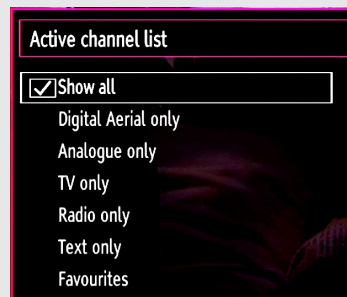 Active channel list
Show all
Digital Aerial only
Analogue only
TV only
Radio only
Text only
Favourites